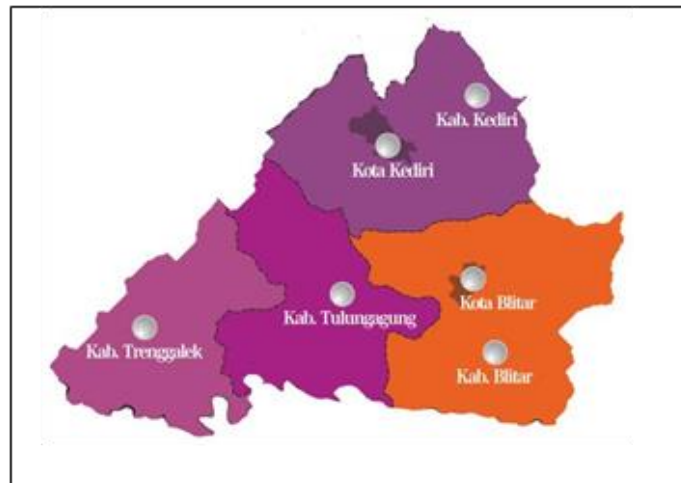 Kab. Kediri
Kota Kediri
Kota Blitar
Kab. Tulungagung
Kab. Trenggalek
Kab. Blitar